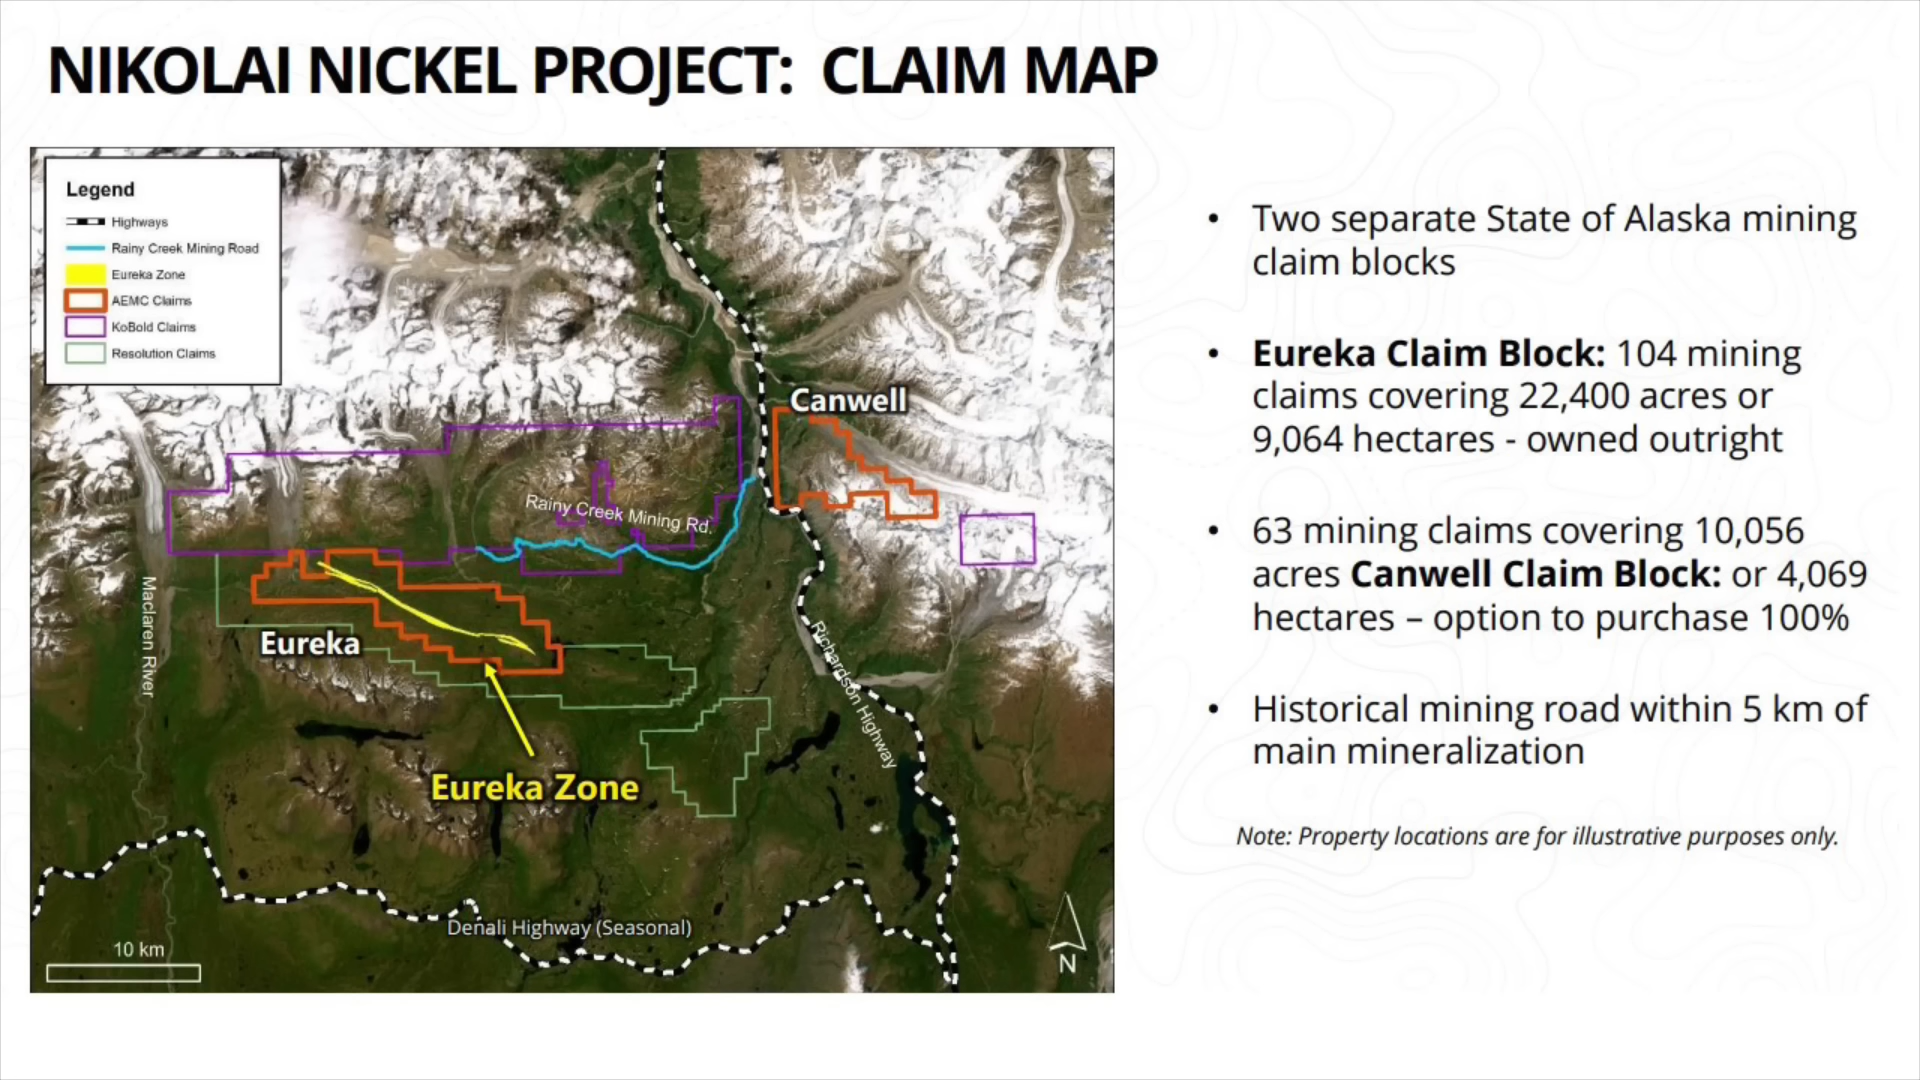 NIKOLAI NICKEL PROJECT: CLAIM MAP
Legend
Highways
Rainy Creek Mining Road
Eureka Zone
AEMC Claims
KoBold Claims
Resolution Claims
Canwell
Rainy Creek Mining Rd.
Maclaren River
Eureka
Richardson Highway
Eureka Zone
Denali Highway (Seasonal)
10 km
N
• Two separate State of Alaska mining
claim blocks
• Eureka Claim Block: 104 mining
claims covering 22,400 acres or
9,064 hectares - owned outright
• 63 mining claims covering 10,056
acres Canwell Claim Block: or 4,069
hectares – option to purchase 100%
• Historical mining road within 5 km of
main mineralization
Note: Property locations are for illustrative purposes only.